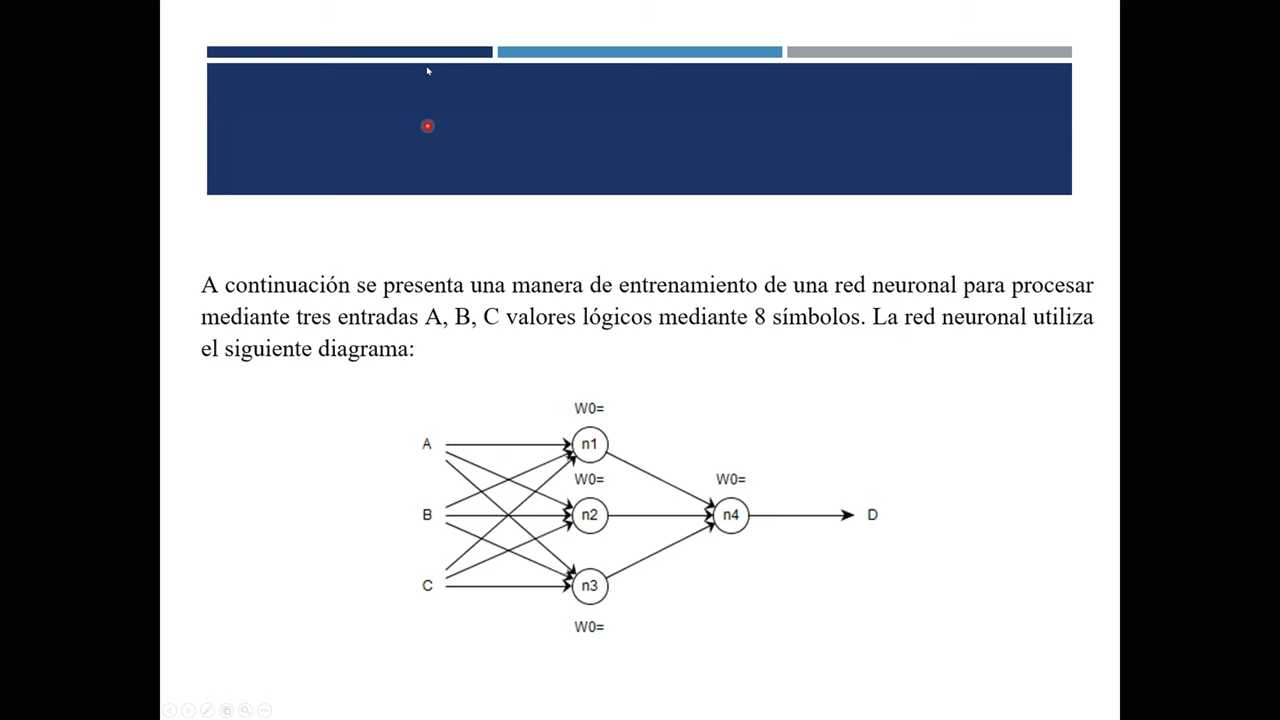 A continuación se presenta una manera de entrenamiento de una red neuronal para procesar
mediante tres entradas A, B, C valores lógicos mediante 8 símbolos. La red neuronal utiliza
el siguiente diagrama:
W0=
A
n1
W0=
W0=
B
n2
n4
D
C
n3
W0=